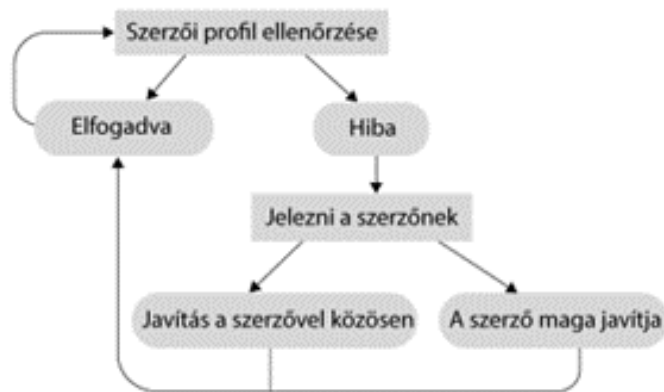 Szerzői profil ellenőrzése
Elfogadva
Hiba
Jelezni a szerzőnek
Javítás a szerzővel közösen
A szerző maga javítja